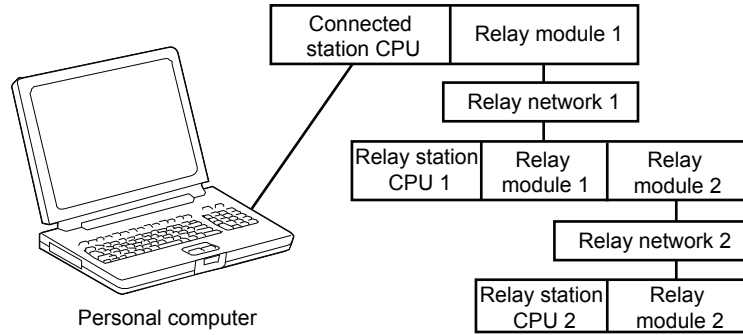 Connected
station CPU
Relay module 1
Relay network 1
Relay station
CPU 1
Relay
module 1
Relay
module 2
Relay network 2
Relay station
CPU 2
Relay
module 2
Personal computer